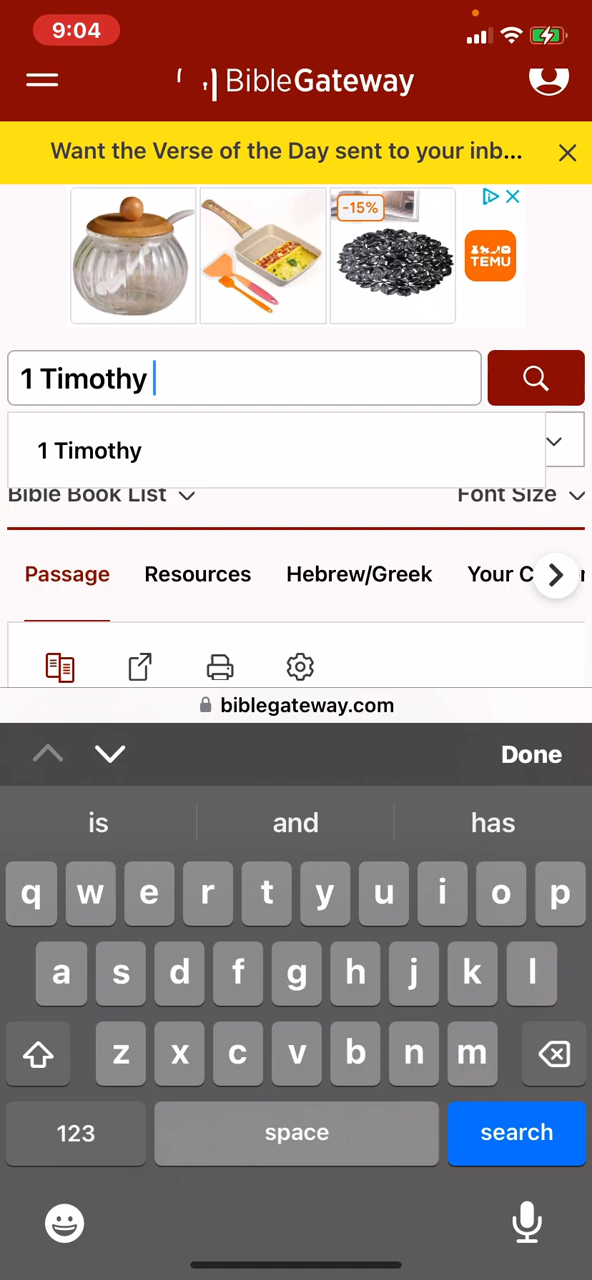 9:04
BibleGateway
Want the Verse of the Day sent to your inb...
-15%
TEMU
1 Timothy
1 Timothy
Bible Book List
Font Size
Passage Resources Hebrew/Greek Your C
biblegateway.com
Done
is and has
q w e r t y u i o p
a s d f g h j k l
z x c v b n m
123 space search